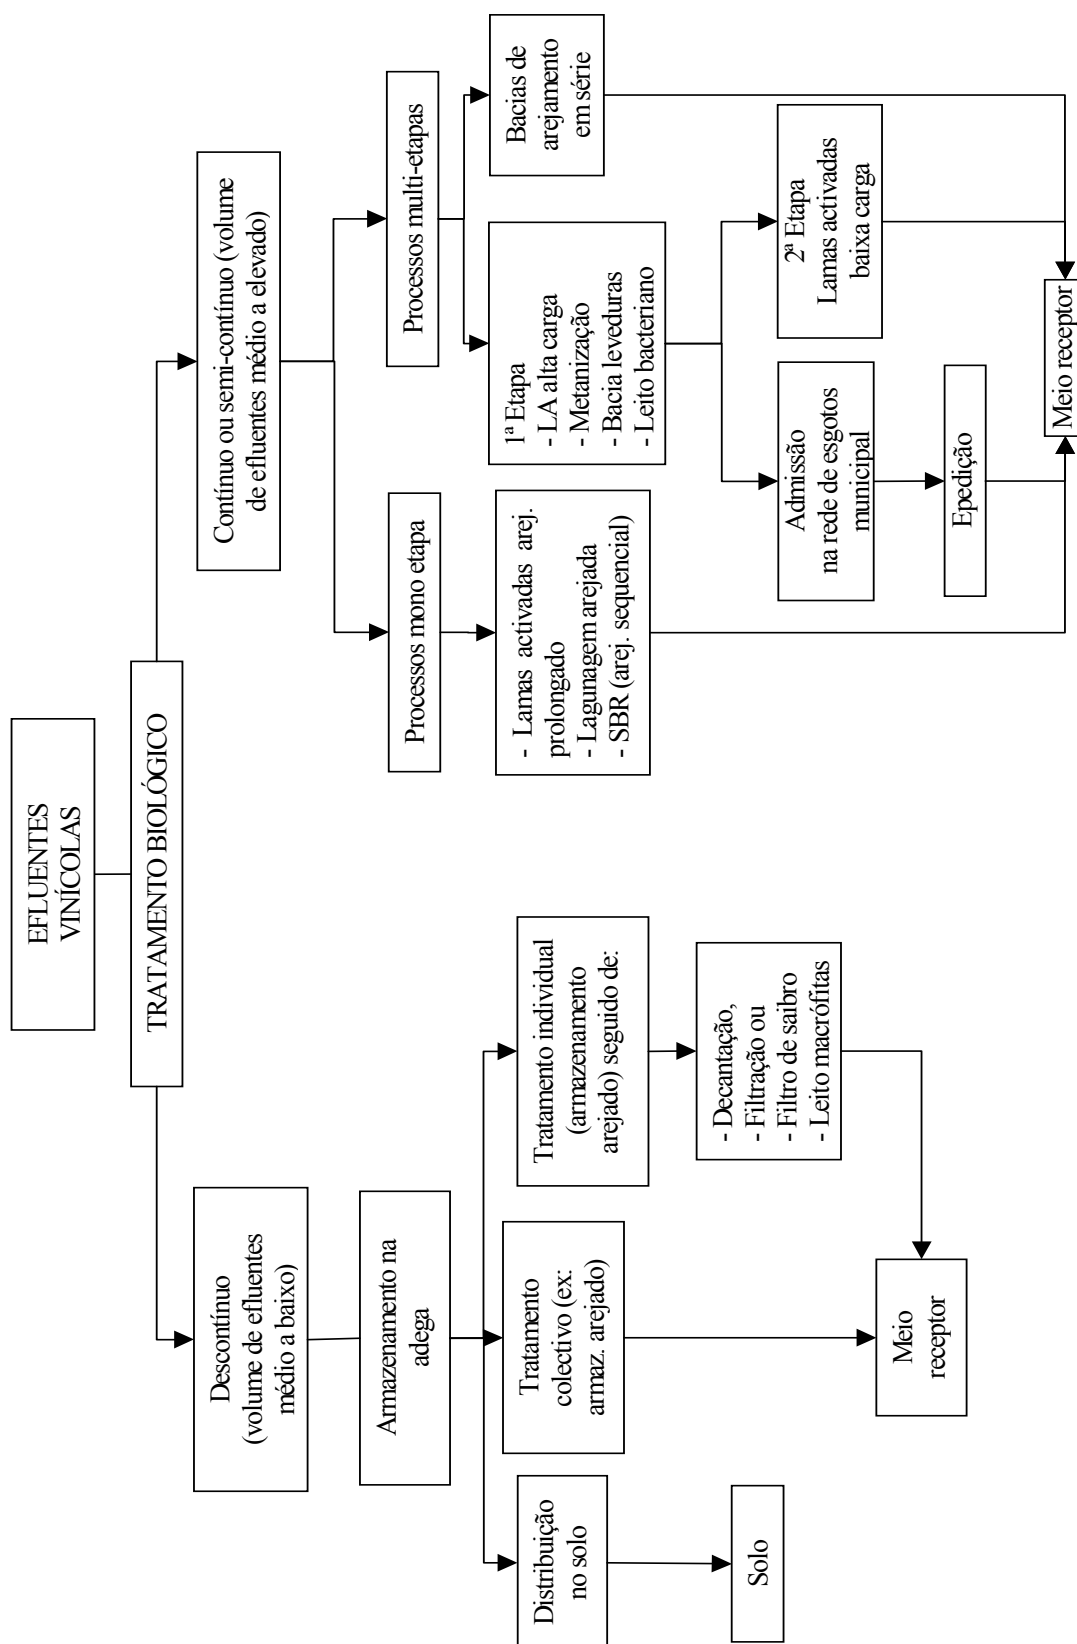 EFLUENTES
VINÍCOLAS
TRATAMENTO BIOLÓGICO
Descontínuo
(volume de efluentes
médio a baixo)
Armazenamento na
adega
Distribuição
no solo
Solo
Tratamento
colectivo (ex:
armaz. arejado)
Tratamento individual
(armazenamento
arejado) seguido de:
- Decantação,
- Filtração ou
- Filtro de saibro
- Leito macrófitas
Meio
receptor
Contínuo ou semi-contínuo (volume
de efluentes médio a elevado)
Processos mono etapa
- Lamas activadas arej.
prolongado
- Lagunagem arejada
- SBR (arej. sequencial)
Processos multi-etapas
1ª Etapa
- LA alta carga
- Metanização
- Bacia leveduras
- Leito bacteriano
Bacias de
arejamento
em série
Admissão
na rede de esgotos
municipal
Epedição
2ª Etapa
Lamas activadas
baixa carga
Meio receptor